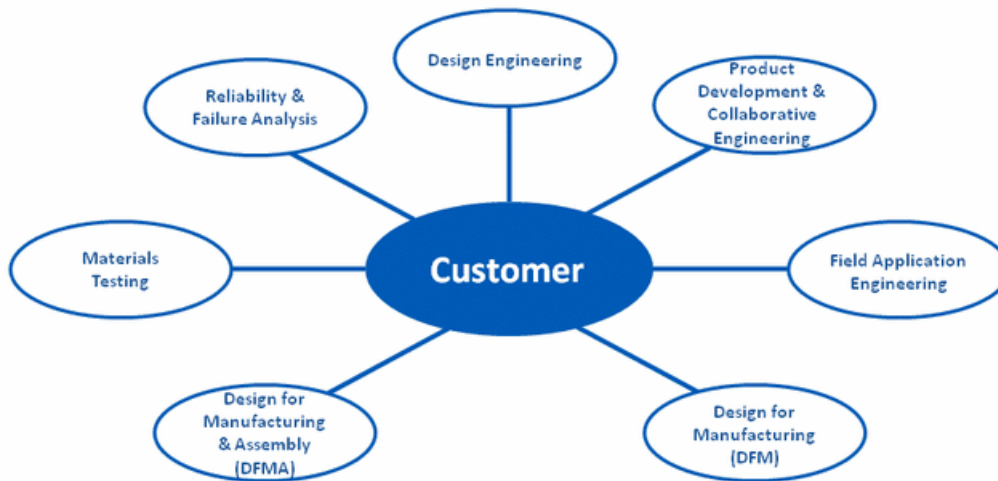 Design Engineering
Product
Development &
Collaborative
Engineering
Reliability &
Failure Analysis
Materials
Testing
Customer
Field Application
Engineering
Design for
Manufacturing
& Assembly
(DFMA)
Design for
Manufacturing
(DFM)